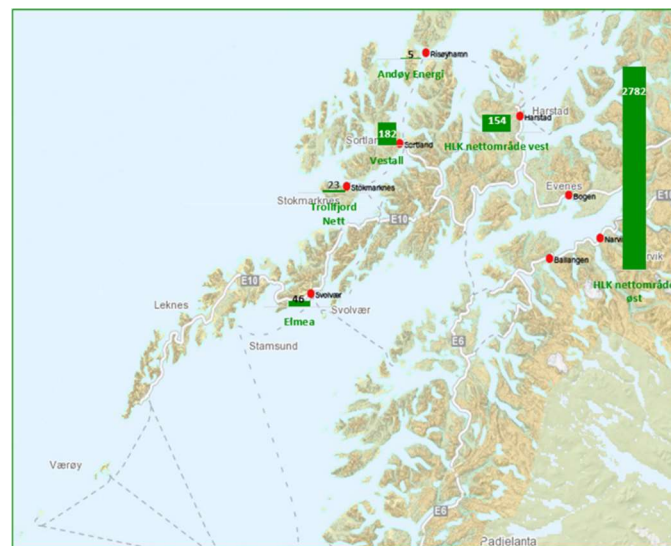 5
Risøyhamn
Andøy Energi
2782
154
Harstad
Harstad
182
Sortland
Vestall
HLK nettområde vest
23
Stokmarknes
Stokmarknes
Trollfjord
Nett
Evenes
Bogen
E10
Narvik
Ballangen
HLK nettområde
øst
E10
Leknes
46
Svolvær
Svolvær
Elmea
Stamsund
E6
Værøy
E6
Padjelanta